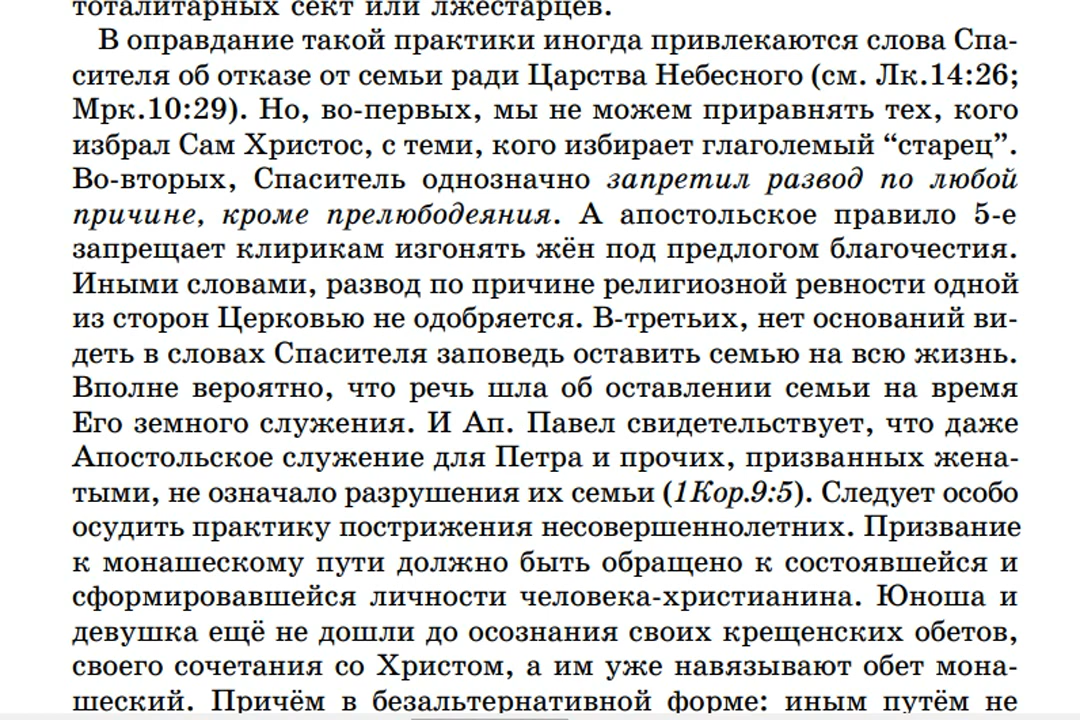 тоталитарных сект или лжестарцев.
В оправдание такой практики иногда привлекаются слова Спа-
сителя об отказе от семьи ради Царства Небесного (см. Лк.14:26;
Мрк.10:29). Но, во-первых, мы не можем приравнять тех, кого
избрал Сам Христос, с теми, кого избирает глаголемый “старец”.
Во-вторых, Спаситель однозначно запретил развод по любой
причине, кроме прелюбодеяния. А апостольское правило 5-е
запрещает клирикам изгонять жён под предлогом благочестия.
Иными словами, развод по причине религиозной ревности одной
из сторон Церковью не одобряется. В-третьих, нет оснований ви-
деть в словах Спасителя заповедь оставить семью на всю жизнь.
Вполне вероятно, что речь шла об оставлении семьи на время
Его земного служения. И Ап. Павел свидетельствует, что даже
Апостольское служение для Петра и прочих, призванных жена-
тыми, не означало разрушения их семьи (1Кор.9:5). Следует особо
осудить практику пострижения несовершеннолетних. Призвание
к монашескому пути должно быть обращено к состоявшейся и
сформировавшейся личности человека-христианина. Юноша и
девушка ещё не дошли до осознания своих крещенских обетов,
своего сочетания со Христом, а им уже навязывают обет мона-
шеский. Причём в безальтернативной форме: иным путём не